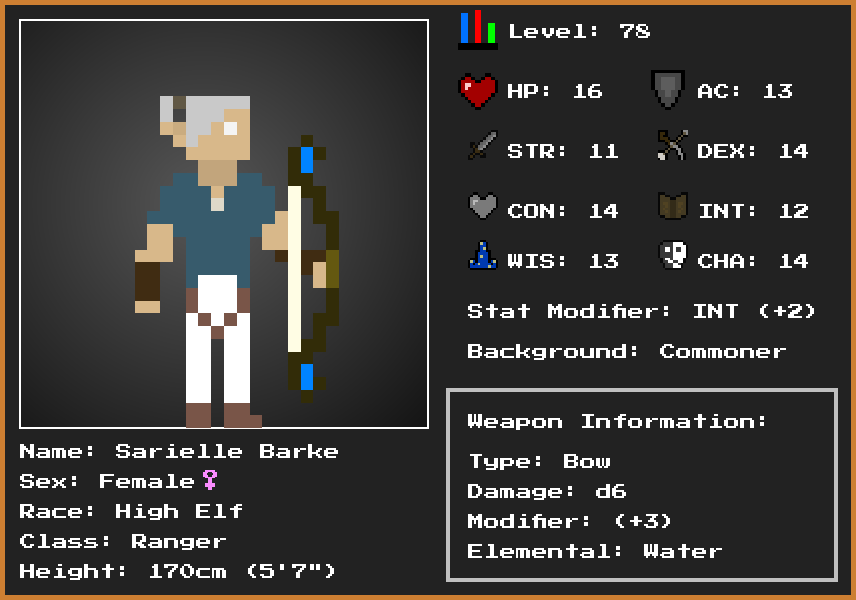 Level: 78
HP: 16 AC: 13
STR: 11 DEX: 14
CON: 14 INT: 12
WIS: 13 CHA: 14
Stat Modifier: INT (+2)
Background: Commoner
Weapon Information:
Type: Bow
Damage: d6
Modifier: (+3)
Elemental: Water
Name: Sarielle Barke
Sex: Female♀
Race: High Elf
Class: Ranger
Height: 170cm (5'7")